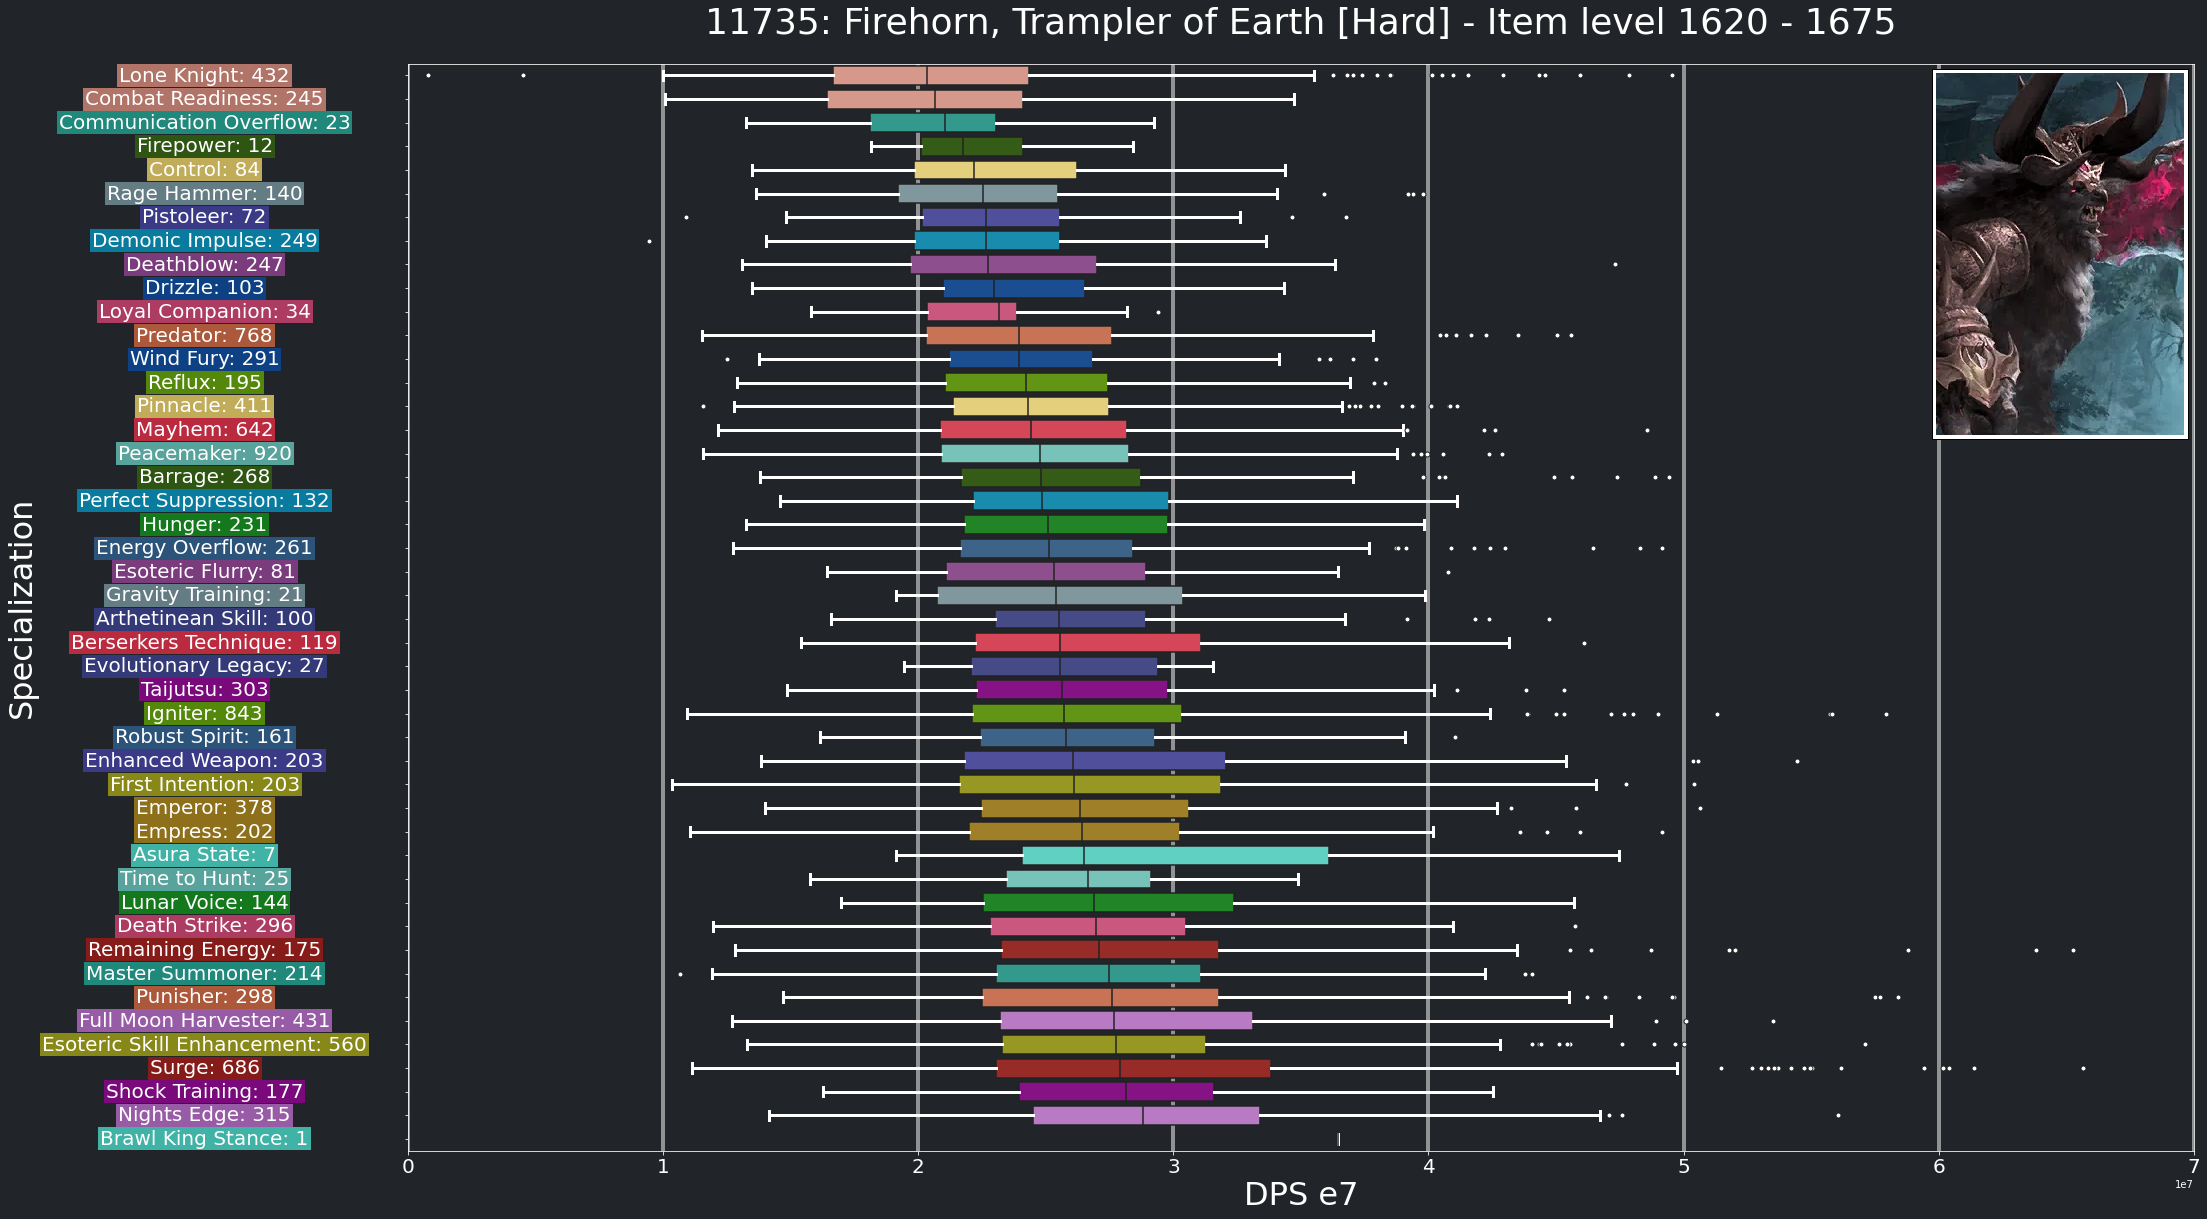 11735: Firehorn, Trampler of Earth [Hard] - Item level 1620 - 1675
Specialization
Lone Knight: 432
Combat Readiness: 245
Communication Overflow: 23
Firepower: 12
Control: 84
Rage Hammer: 140
Pistoleer: 72
Demonic Impulse: 249
Deathblow: 247
Drizzle: 103
Loyal Companion: 34
Predator: 768
Wind Fury: 291
Reflux: 195
Pinnacle: 411
Mayhem: 642
Peacemaker: 920
Barrage: 268
Perfect Suppression: 132
Hunger: 231
Energy Overflow: 261
Esoteric Flurry: 81
Gravity Training: 21
Arthetinean Skill: 100
Berserkers Technique: 119
Evolutionary Legacy: 27
Taijutsu: 303
Igniter: 843
Robust Spirit: 161
Enhanced Weapon: 203
First Intention: 203
Emperor: 378
Empress: 202
Asura State: 7
Time to Hunt: 25
Lunar Voice: 144
Death Strike: 296
Remaining Energy: 175
Master Summoner: 214
Punisher: 298
Full Moon Harvester: 431
Esoteric Skill Enhancement: 560
Surge: 686
Shock Training: 177
Nights Edge: 315
Brawl King Stance: 1
0 1 2 3 4 5 6 7
1e7
DPS e7